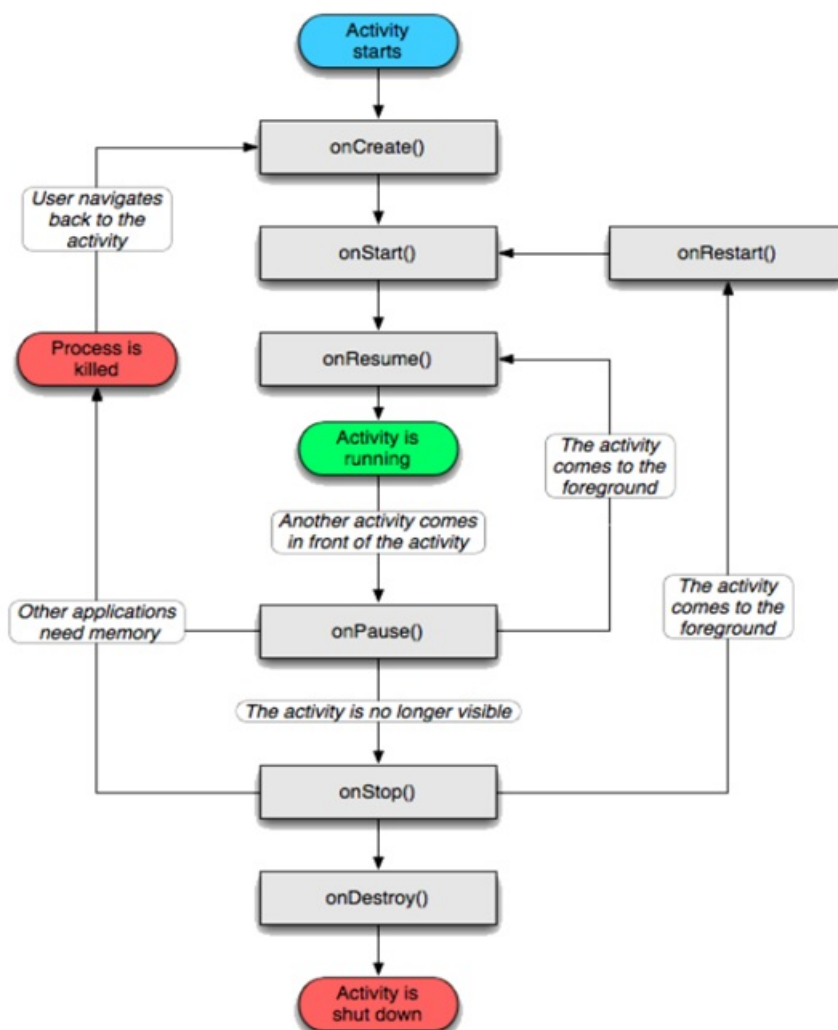 Activity
starts
onCreate()
User navigates
back to the
activity
onStart()
onRestart()
Process is
killed
onResume()
Activity is
running
The activity
comes to the
foreground
Another activity comes
in front of the activity
The activity
comes to the
foreground
Other applications
need memory
onPause()
The activity is no longer visible
onStop()
onDestroy()
Activity is
shut down